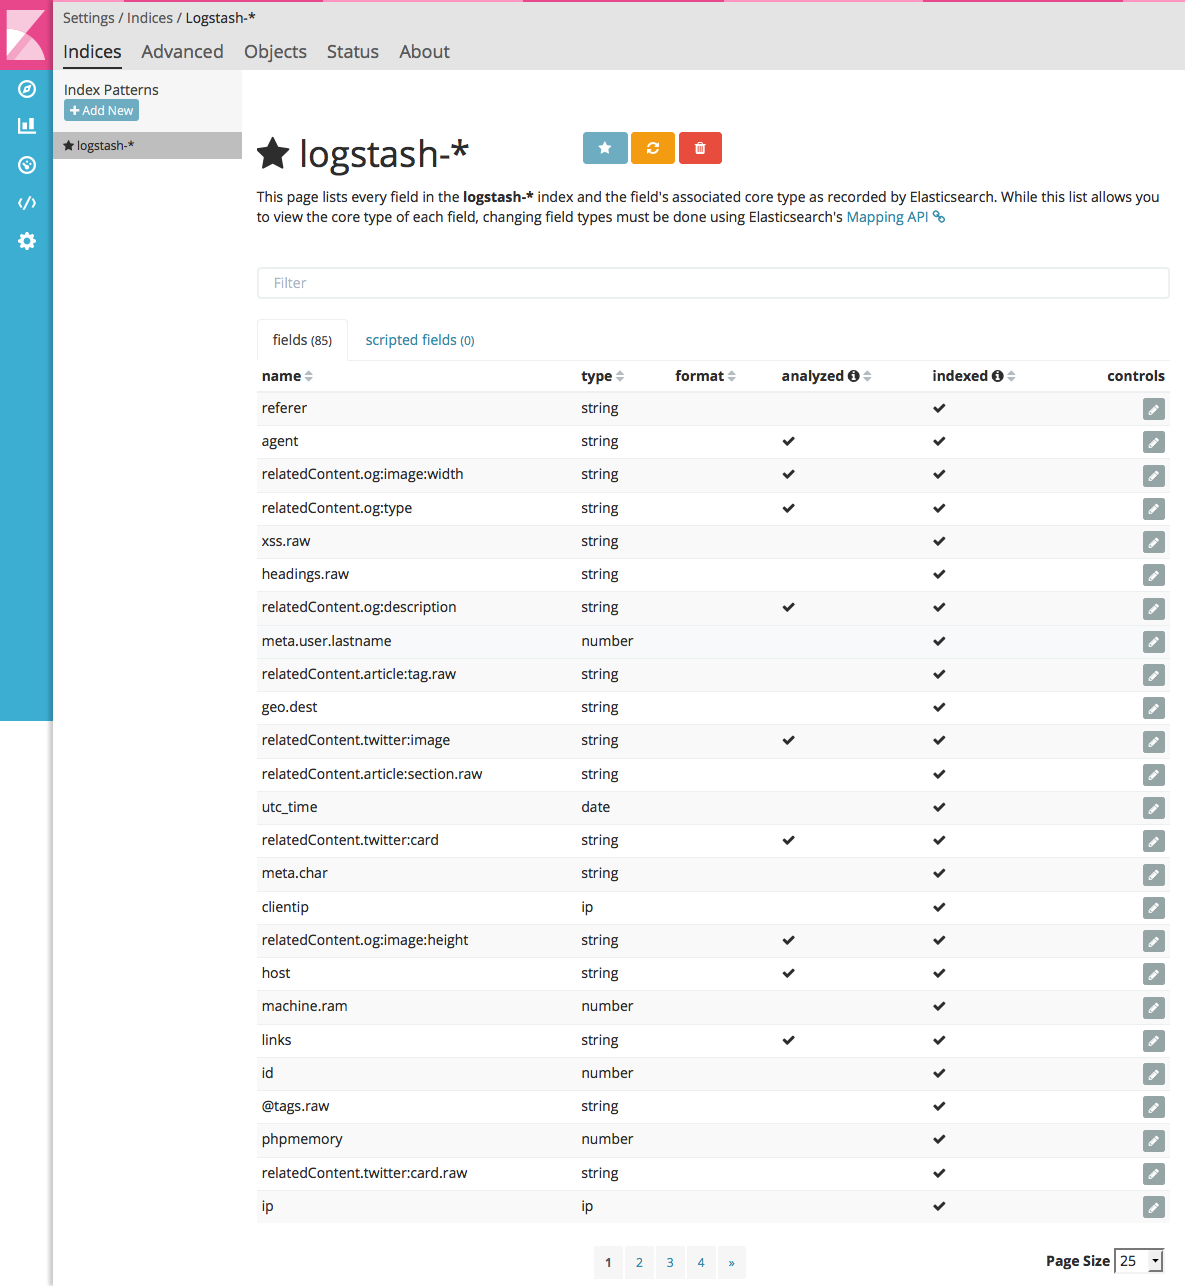 Settings / Indices / Logstash-*
Indices Advanced Objects Status About
Index Patterns
Add New
logstash-*
logstash-*
This page lists every field in the logstash-* index and the field's associated core type as recorded by Elasticsearch. While this list allows you
to view the core type of each field, changing field types must be done using Elasticsearch's Mapping API
Filter
fields (85) scripted fields (0)
name type format analyzed indexed controls
referer string
agent string
relatedContent.og:image:width string
relatedContent.og:type string
xss.raw string
headings.raw string
relatedContent.og:description string
meta.user.lastname number
relatedContent.article:tag.raw string
geo.dest string
relatedContent.twitter:image string
relatedContent.article:section.raw string
utc_time date
relatedContent.twitter:card string
meta.char string
clientip ip
relatedContent.og:image:height string
host string
machine.ram number
links string
id number
@tags.raw string
phpmemory number
relatedContent.twitter:card.raw string
ip ip
1 2 3 4 » Page Size 25